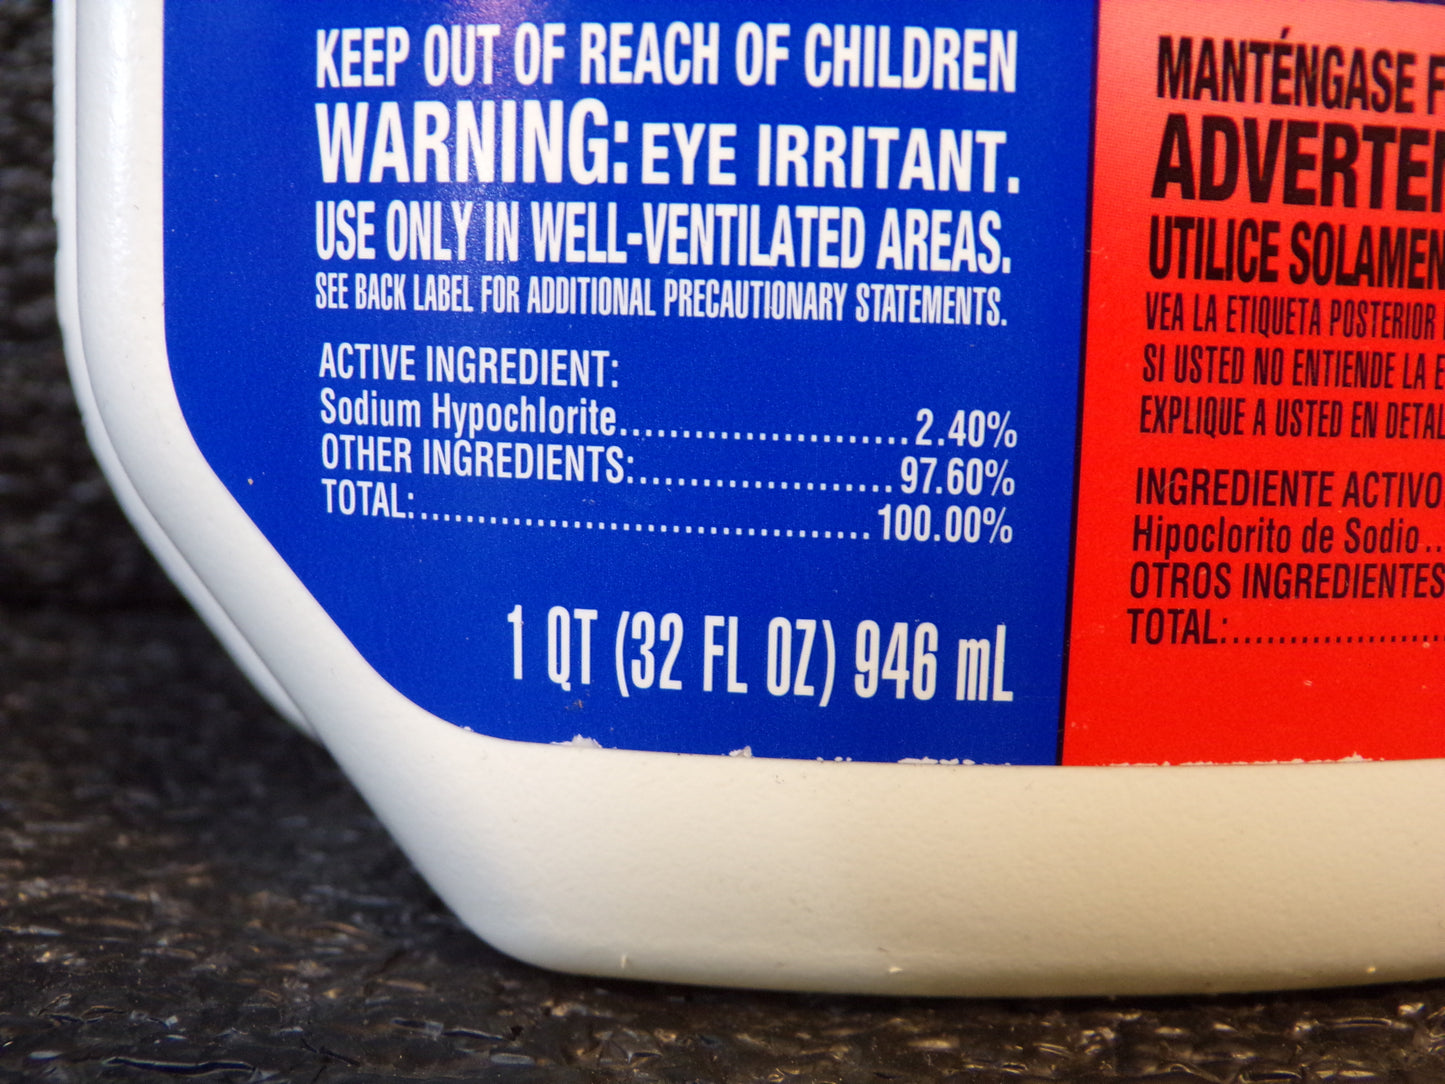 KEEP OUT OF REACH OF CHILDREN
WARNING: EYE IRRITANT.
USE ONLY IN WELL-VENTILATED AREAS.
SEE BACK LABEL FOR ADDITIONAL PRECAUTIONARY STATEMENTS.
ACTIVE INGREDIENT:
Sodium Hypochlorite.......................2.40%
OTHER INGREDIENTS:.....................97.60%
TOTAL:....................................100.00%
1 QT (32 FL OZ) 946 mL
MANTÉNGASE F
ADVERTEN
UTILICE SOLAMEN
VEA LA ETIQUETA POSTERIOR
SI USTED NO ENTIENDE LA E
EXPLIQUE A USTED EN DETAL
INGREDIENTE ACTIVO
Hipoclorito de Sodio..
OTROS INGREDIENTES
TOTAL:..................